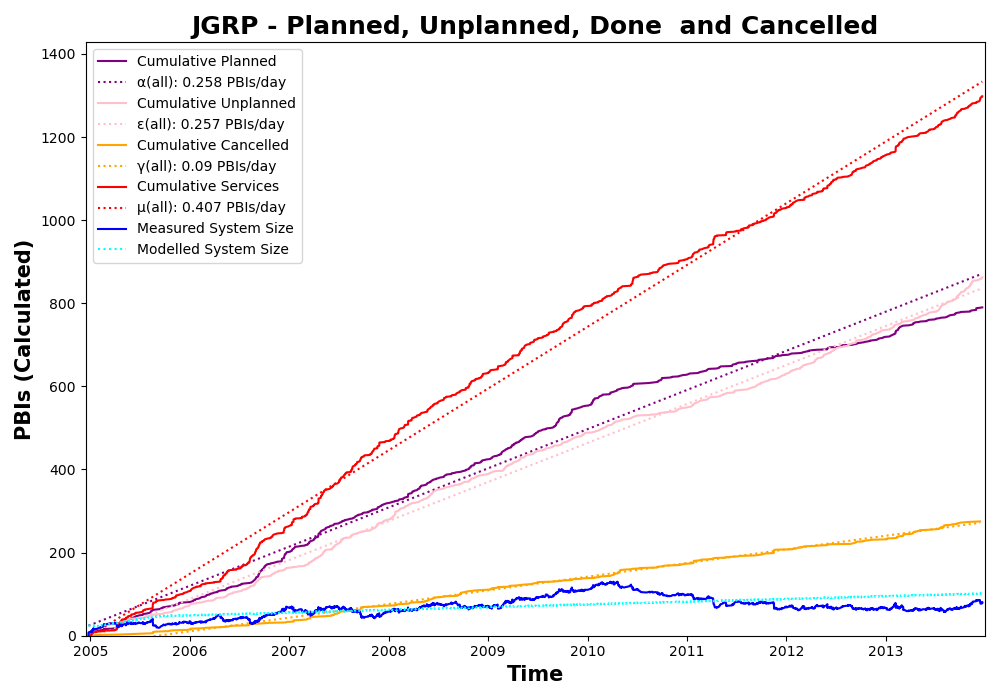 JGRP - Planned, Unplanned, Done  and Cancelled
PBIs (Calculated)
1400
1200
1000
800
600
400
200
0
Cumulative Planned
α(all): 0.258 PBIs/day
Cumulative Unplanned
ε(all): 0.257 PBIs/day
Cumulative Cancelled
γ(all): 0.09 PBIs/day
Cumulative Services
μ(all): 0.407 PBIs/day
Measured System Size
Modelled System Size
2005 2006 2007 2008 2009 2010 2011 2012 2013
Time